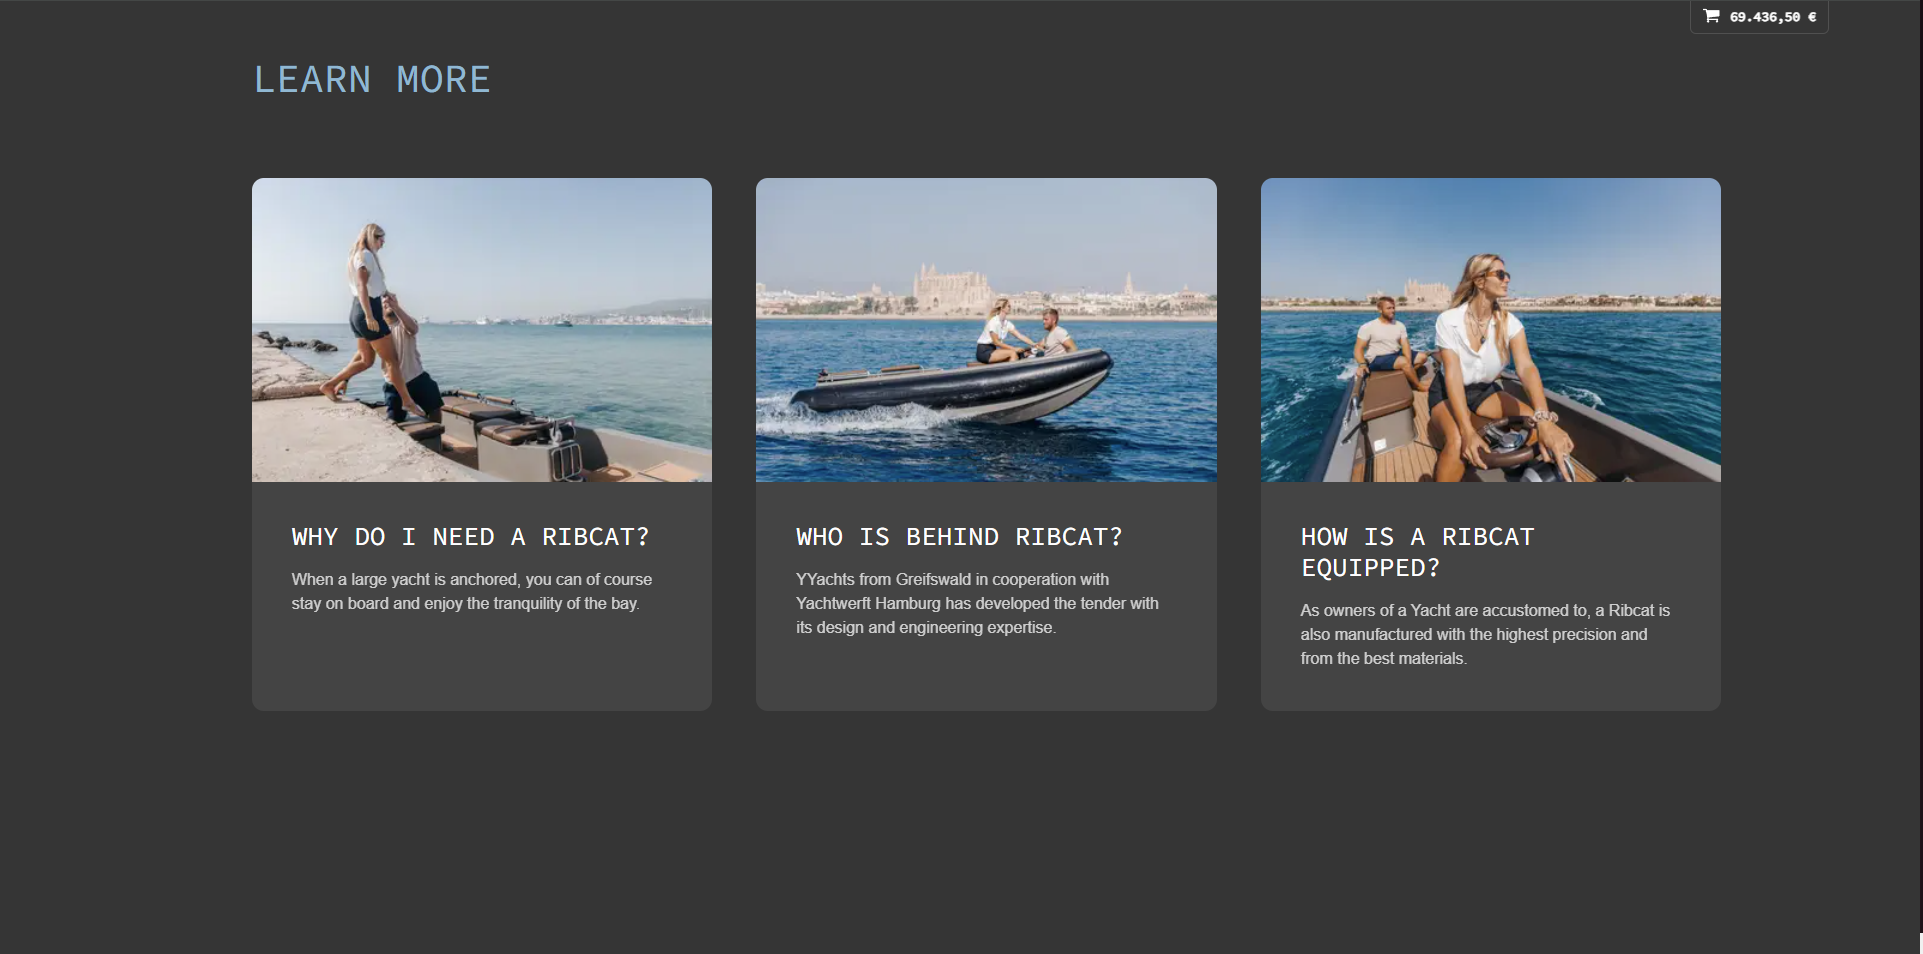 69.436,50 €
LEARN MORE
WHY DO I NEED A RIBCAT?
When a large yacht is anchored, you can of course
stay on board and enjoy the tranquility of the bay.
WHO IS BEHIND RIBCAT?
YYachts from Greifswald in cooperation with
Yachtwerft Hamburg has developed the tender with
its design and engineering expertise.
HOW IS A RIBCAT
EQUIPPED?
As owners of a Yacht are accustomed to, a Ribcat is
also manufactured with the highest precision and
from the best materials.